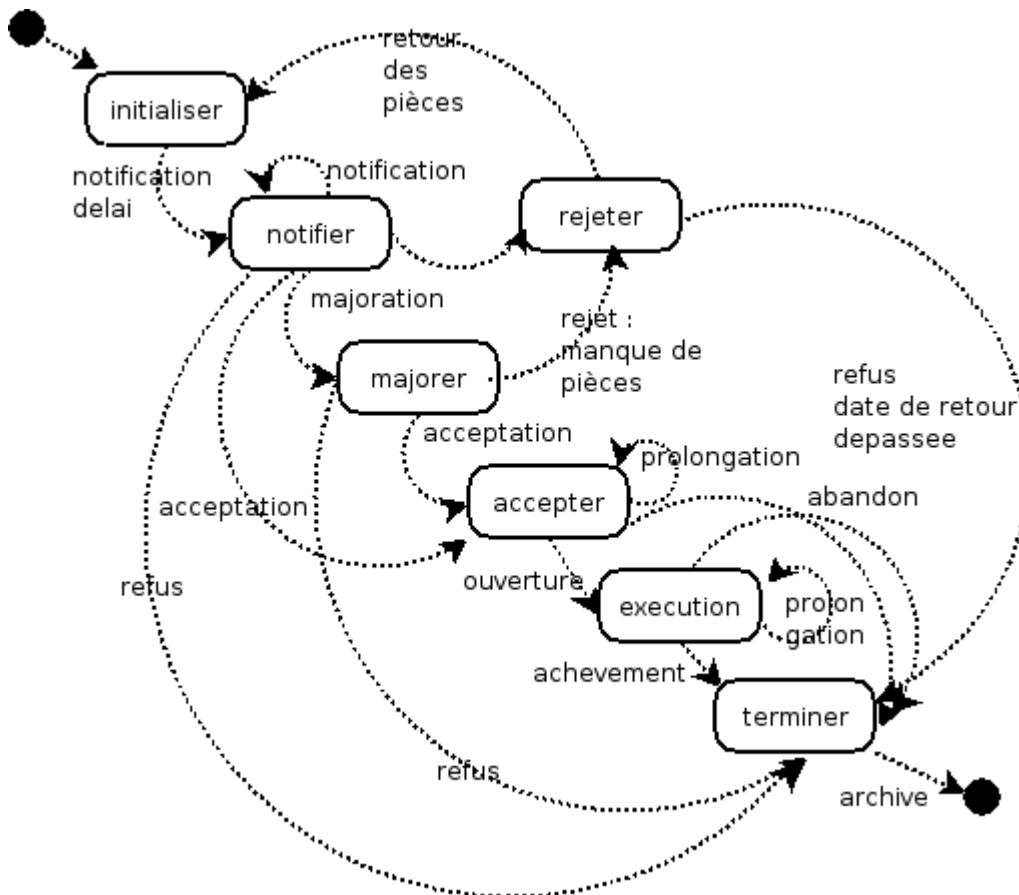 retour
des
pièces
initialiser
notification
delai
notification
rejeter
notifier
majoration
rejet :
manque de
pièces
majorer
refus
date de retour
depassee
acceptation
prolongation
abandon
accepter
acceptation
ouverture
refus
execution
prolon
gation
achevement
terminer
refus
archive